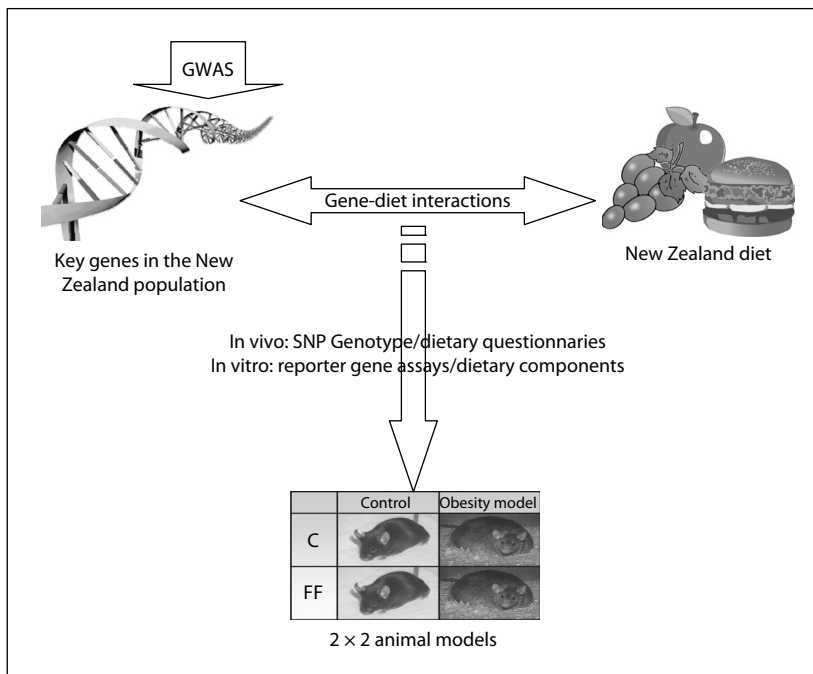 GWAS
Gene-diet interactions
Key genes in the New
Zealand population
New Zealand diet
In vivo: SNP Genotype/dietary questionnaries
In vitro: reporter gene assays/dietary components
Control Obesity model
C
FF
2 × 2 animal models